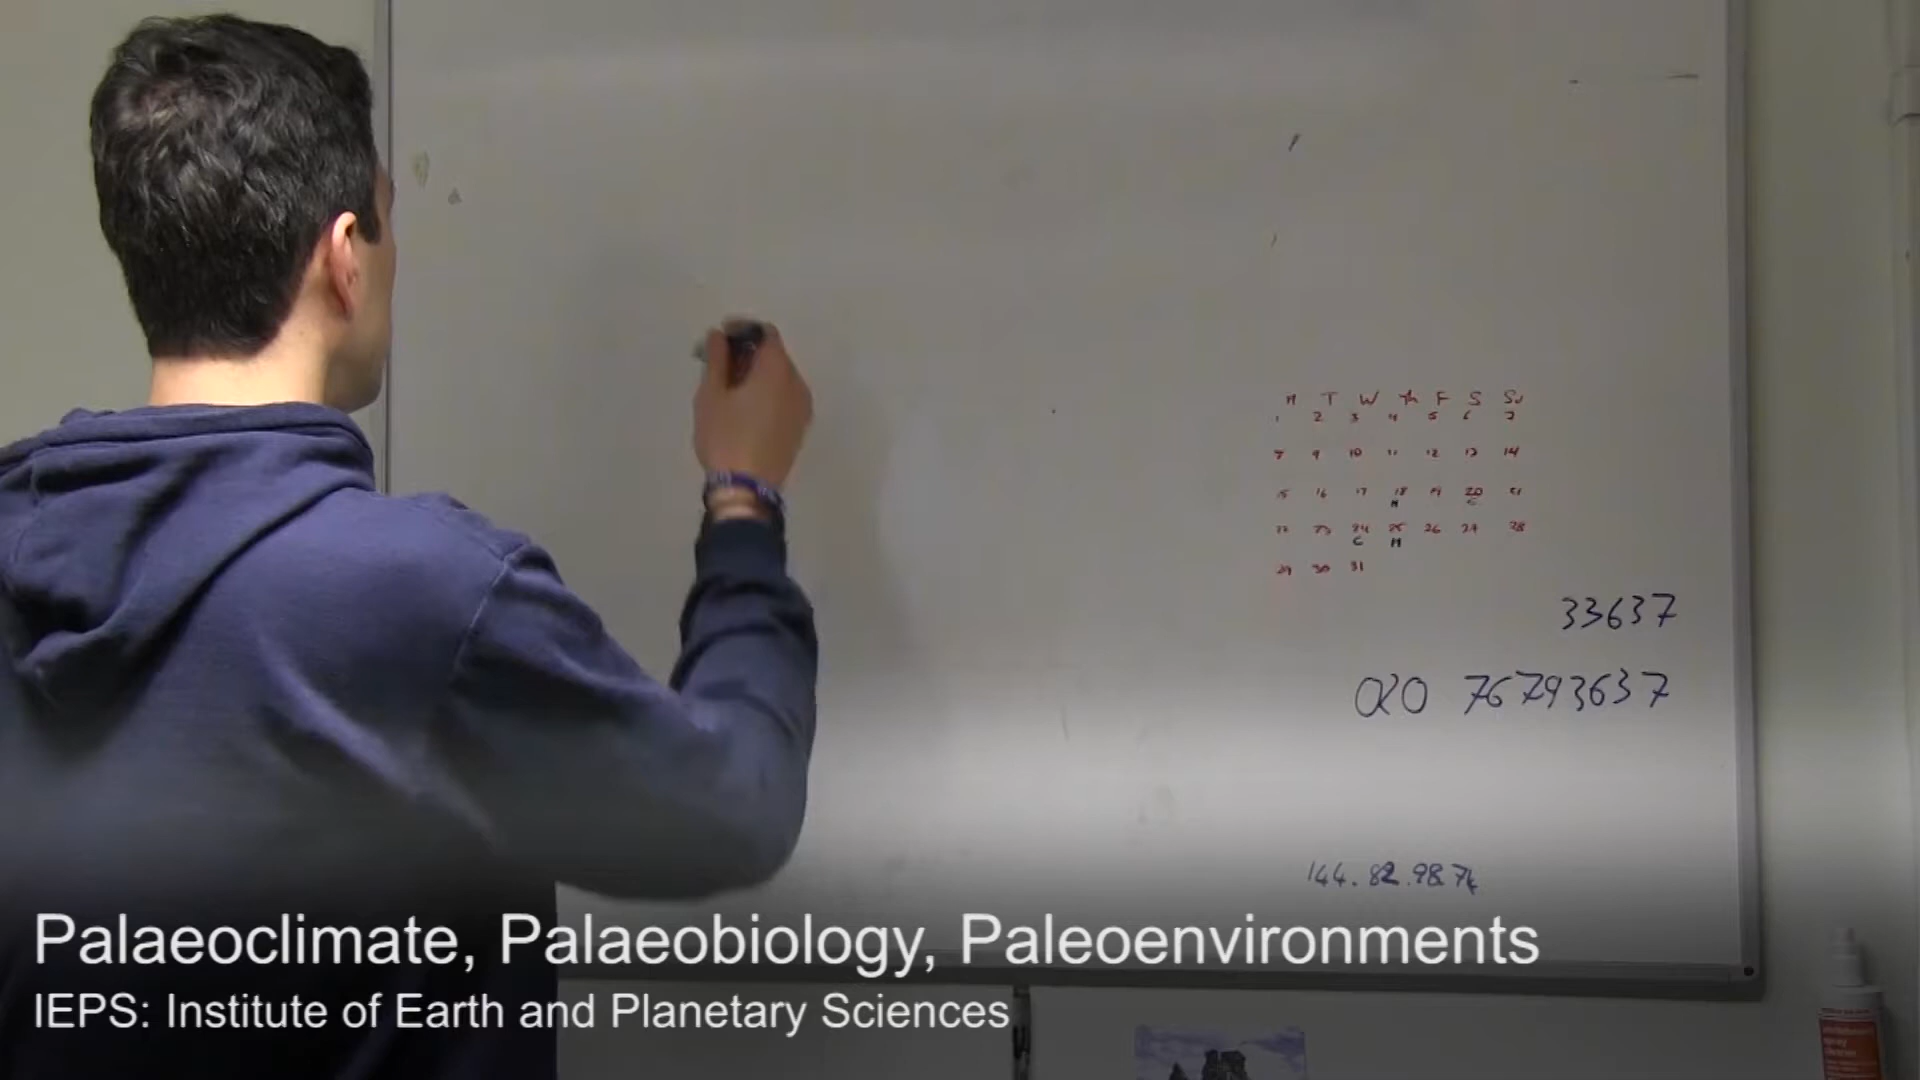 M T W Th F S Su
1 2 3 4 5 6 7
8 9 10 11 12 13 14
15 16 17 18 19 20 21
M C
22 23 24 25 26 27 28
C M
29 30 31
33637
020 76793637
144.82.98.74
Palaeoclimate, Palaeobiology, Paleoenvironments
IEPS: Institute of Earth and Planetary Sciences